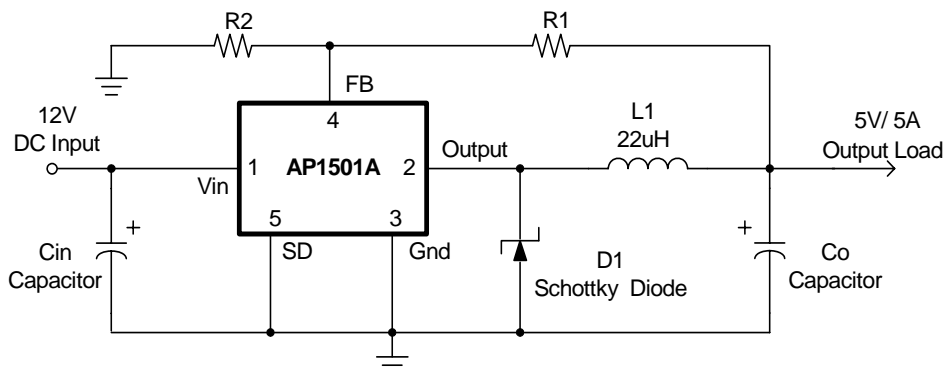 R2
R1
FB
12V
DC Input
4
L1
22uH
5V/ 5A
Output Load
Output
1
AP1501A
2
Vin
5
3
SD
Gnd
+
Cin
Capacitor
D1
Schottky Diode
+
Co
Capacitor